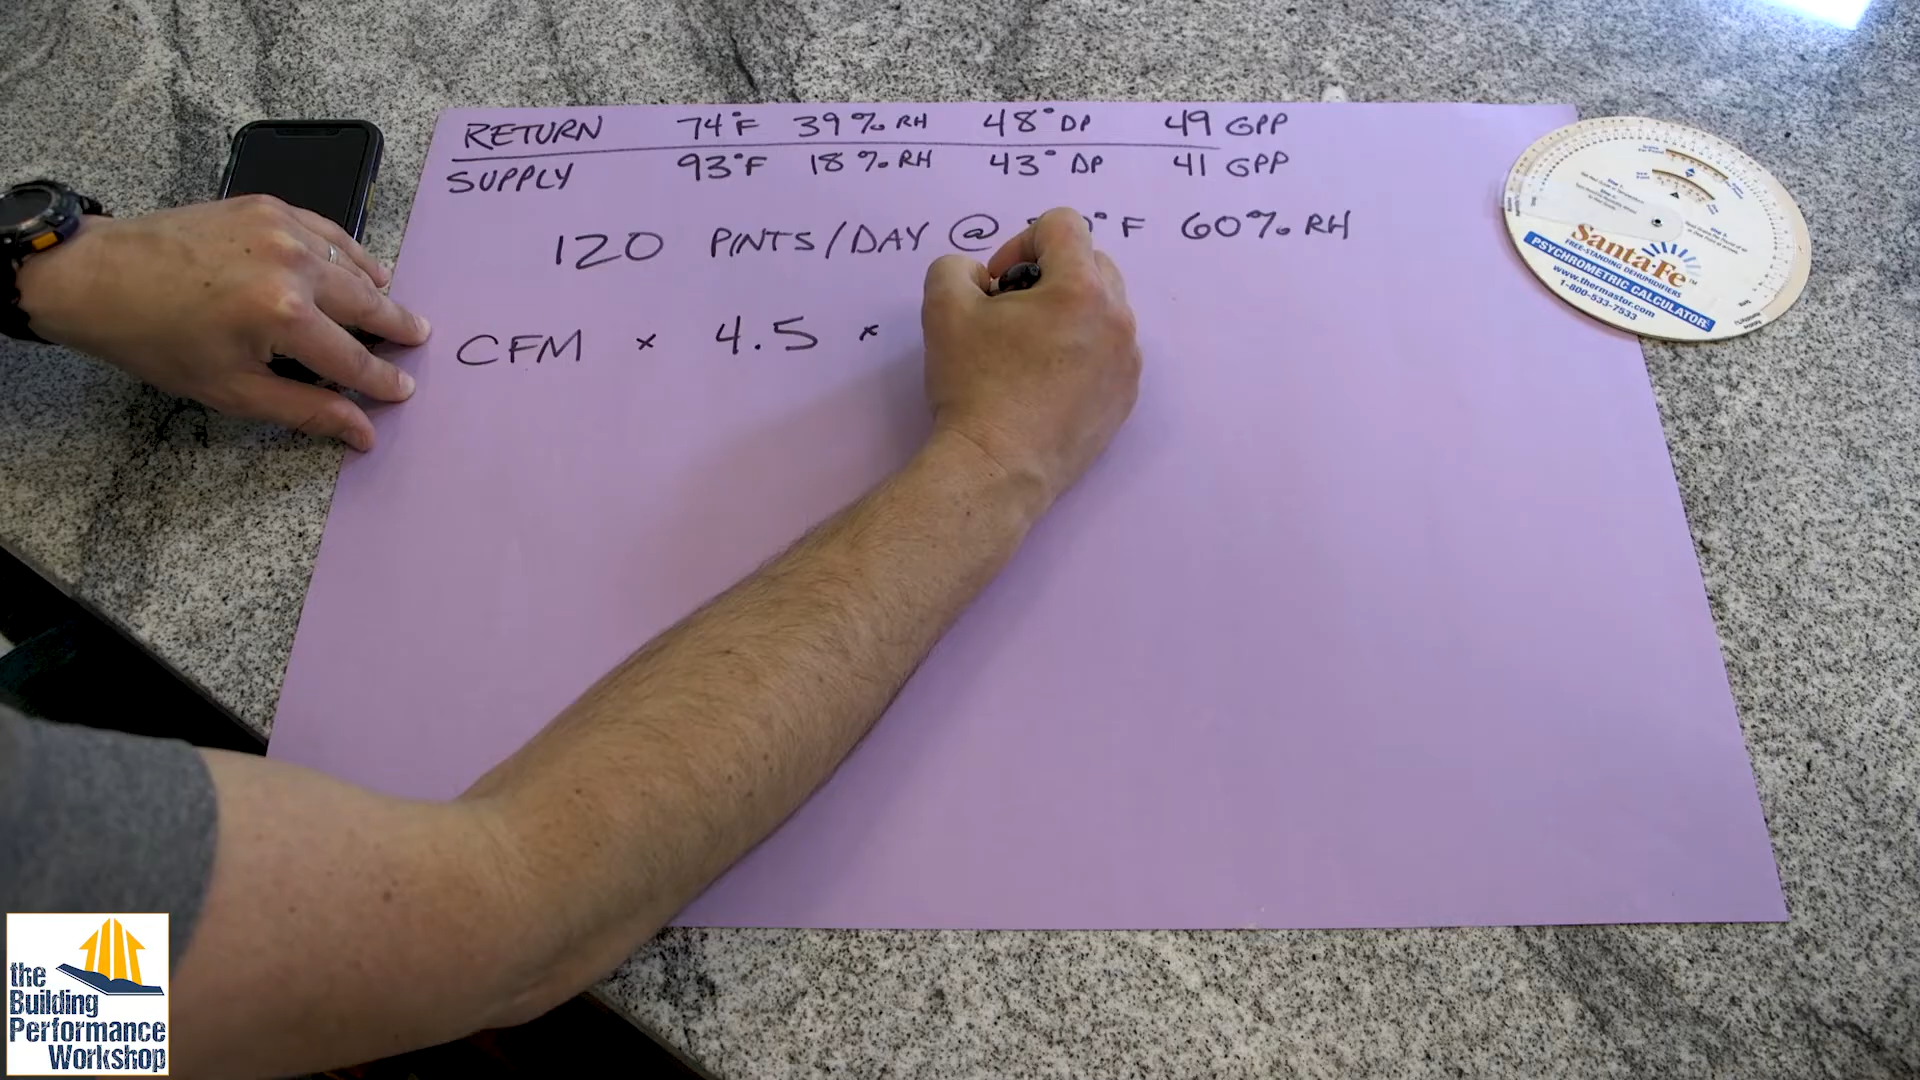 RETURN 74°F 39% RH 48° DP 49 GPP
SUPPLY 93°F 18% RH 43° DP 41 GPP
120 PINTS/DAY @ °F 60% RH
CFM × 4.5 ×
Santa-Fe™
FREE-STANDING DEHUMIDIFIERS
PSYCHROMETRIC CALCULATOR
www.thermastor.com
1-800-533-7533
the
Building
Performance
Workshop